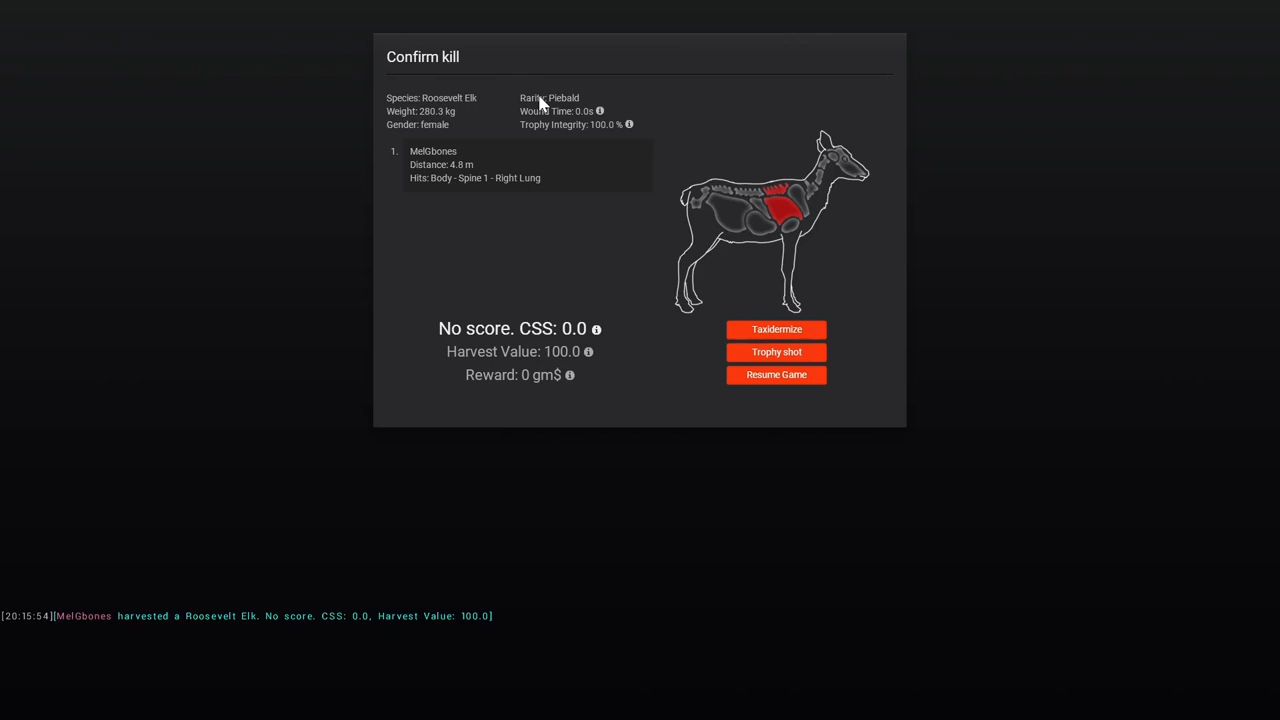 Confirm kill
Species: Roosevelt Elk
Weight: 280.3 kg
Gender: female
Rarity: Piebald
Wound Time: 0.0s
Trophy Integrity: 100.0 %
1. MelGbones
Distance: 4.8 m
Hits: Body - Spine 1 - Right Lung
No score. CSS: 0.0
Harvest Value: 100.0
Reward: 0 gm$
Taxidermize
Trophy shot
Resume Game
[20:15:54][MelGbones harvested a Roosevelt Elk. No score. CSS: 0.0, Harvest Value: 100.0]